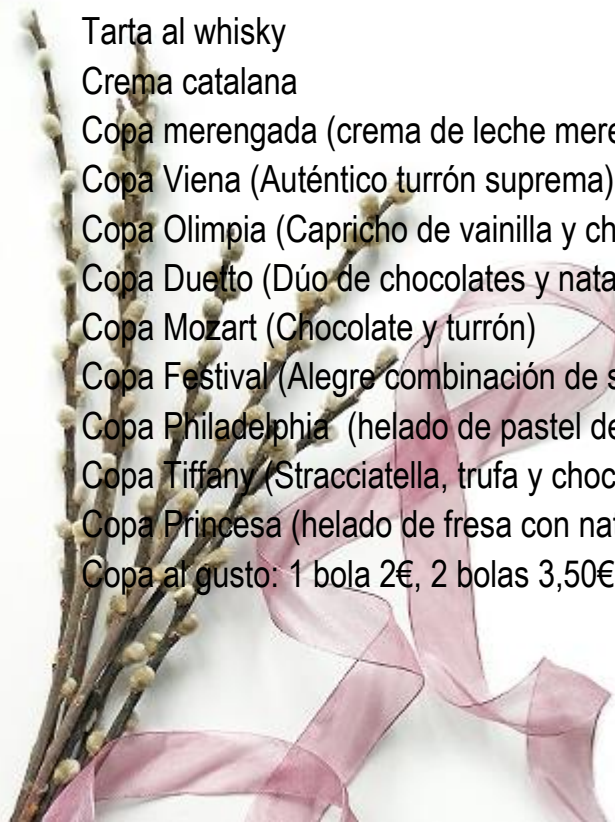 Tarta al whisky
Crema catalana
Copa merengada (crema de leche mere
Copa Viena (Auténtico turrón suprema)
Copa Olimpia (Capricho de vainilla y ch
Copa Duetto (Dúo de chocolates y nata
Copa Mozart (Chocolate y turrón)
Copa Festival (Alegre combinación de s
Copa Philadelphia (helado de pastel de
Copa Tiffany (Stracciatella, trufa y choc
Copa Princesa (helado de fresa con nat
Copa al gusto: 1 bola 2€, 2 bolas 3,50€